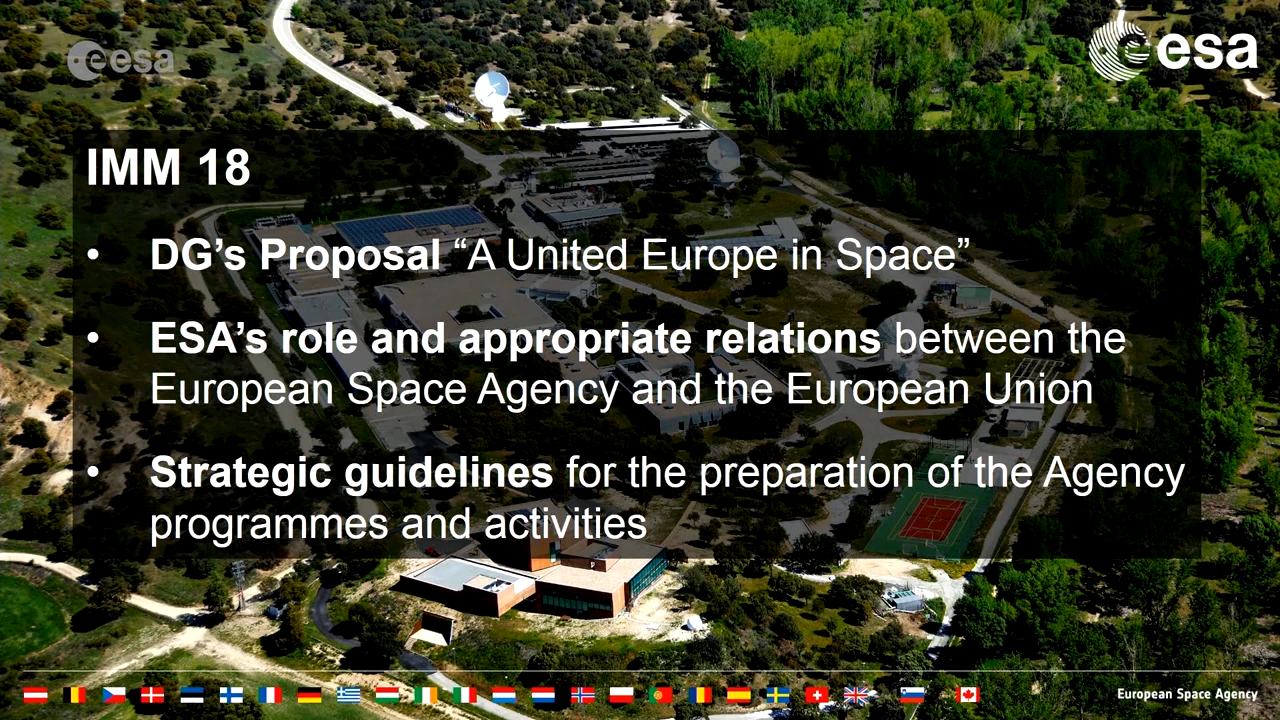 esa
esa
IMM 18
• DG’s Proposal “A United Europe in Space”
• ESA’s role and appropriate relations between the
European Space Agency and the European Union
• Strategic guidelines for the preparation of the Agency
programmes and activities
European Space Agency